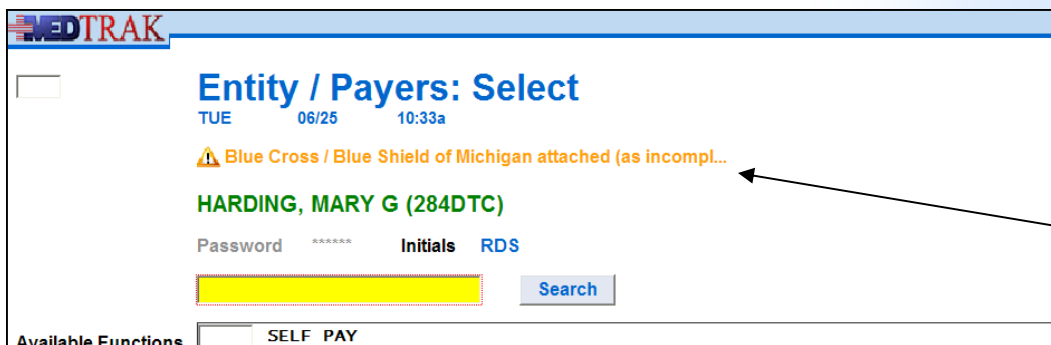 MEDTRAK
Entity / Payers: Select
TUE 06/25 10:33a
Blue Cross / Blue Shield of Michigan attached (as incompl...
HARDING, MARY G (284DTC)
Password ****** Initials RDS
Search
Available Functions SELF PAY